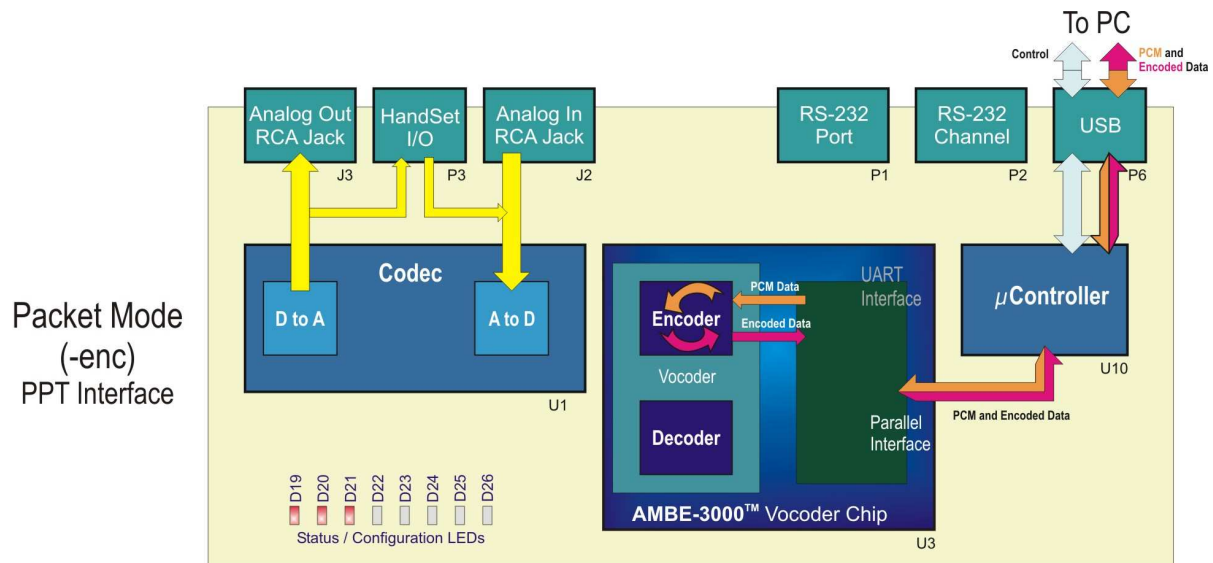 To PC
Control
PCM and
Encoded Data
Analog Out
RCA Jack
J3
HandSet
I/O
P3
Analog In
RCA Jack
J2
RS-232
Port
P1
RS-232
Channel
P2
USB
P6
Packet Mode
(-enc)
PPT Interface
Codec
D to A
A to D
U1
Encoder
Vocoder
Decoder
PCM Data
Encoded Data
UART
Interface
Parallel
Interface
AMBE-3000™ Vocoder Chip
U3
μController
U10
PCM and Encoded Data
D19
D20
D21
D22
D23
D24
D25
D26
Status / Configuration LEDs